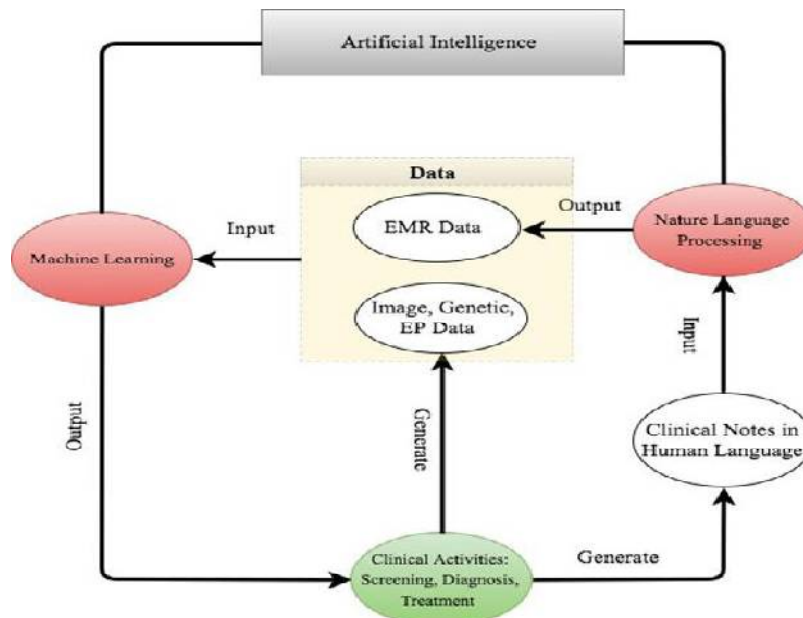 Artificial Intelligence
Data
Output
Nature Language
Processing
EMR Data
Input
Machine Learning
Image, Genetic,
EP Data
Input
Output
Generate
Clinical Notes in
Human Language
Clinical Activities:
Screening, Diagnosis,
Treatment
Generate